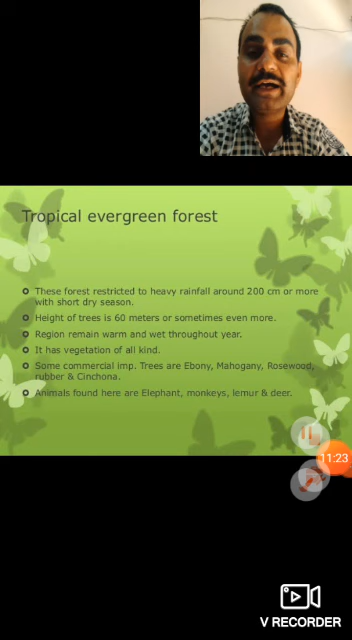 Tropical evergreen forest
These forest restricted to heavy rainfall around 200 cm or more
with short dry season.
Height of trees is 60 meters or sometimes even more.
Region remain warm and wet throughout year.
It has vegetation of all kind.
Some commercial imp. Trees are Ebony, Mahogany, Rosewood,
rubber & Cinchona.
Animals found here are Elephant, monkeys, lemur & deer.
11:23
V RECORDER